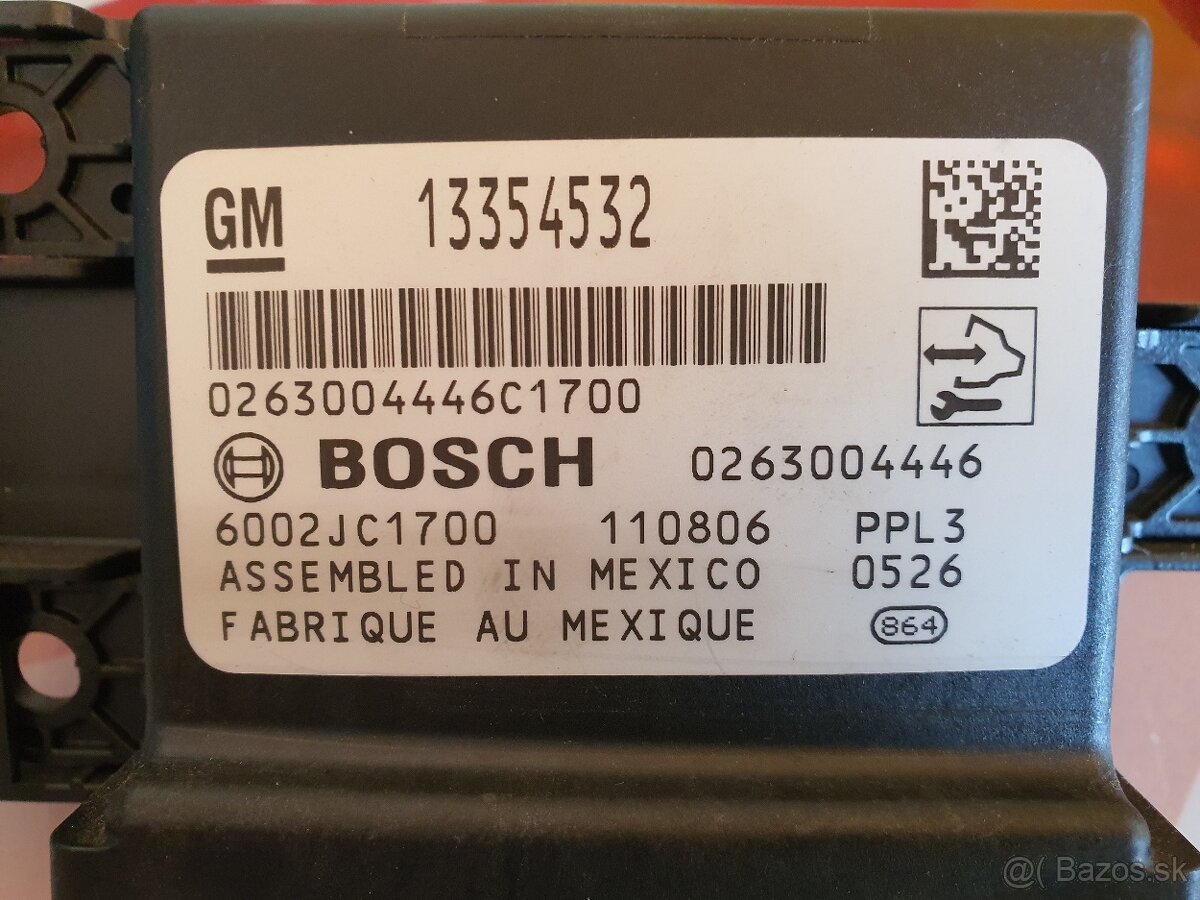 GM 13354532
0263004446C1700
BOSCH 0263004446
6002JC1700 110806 PPL3
ASSEMBLED IN MEXICO 0526
FABRIQUE AU MEXIQUE 864
@( Bazos.sk